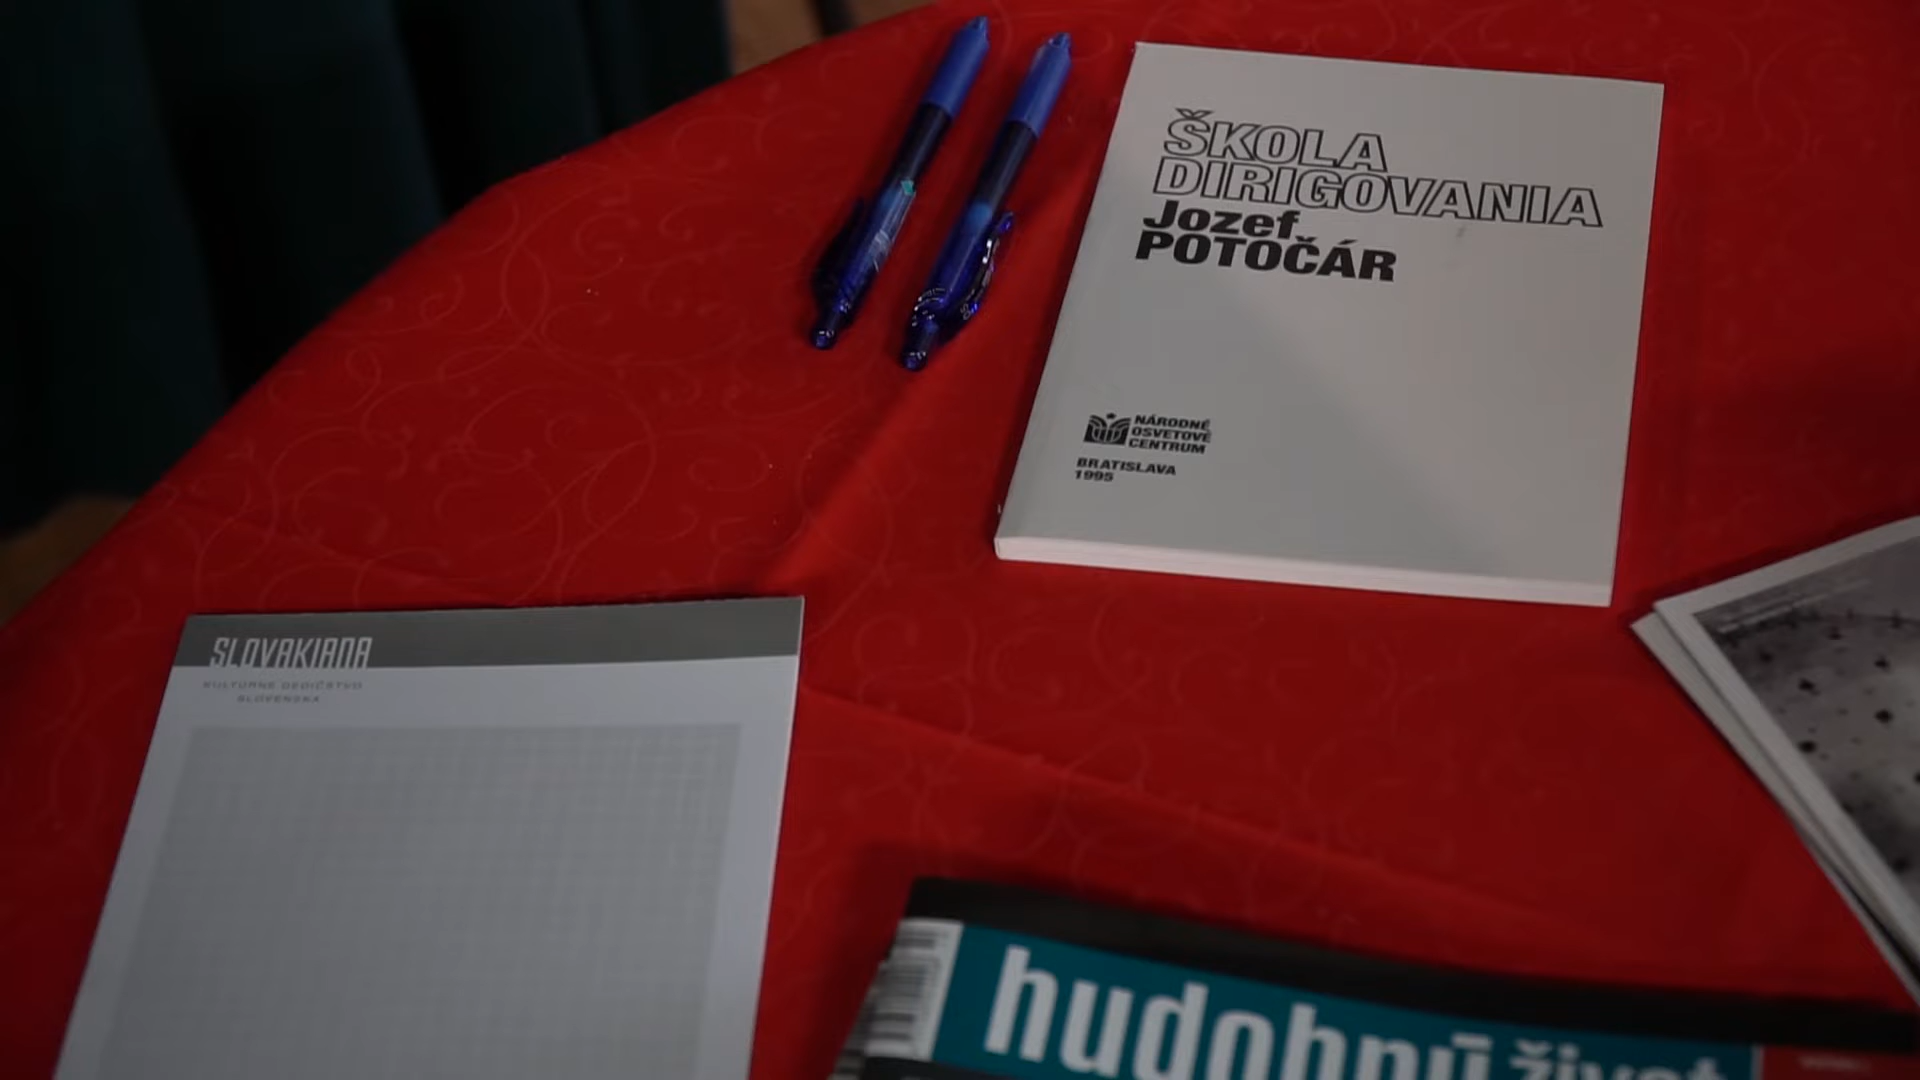 ŠKOLA
DIRIGOVANIA
Jozef
POTOČÁR
NÁRODNÉ
OSVETOVÉ
CENTRUM
BRATISLAVA
1995
SLOVAKIANA
KULTÚRNE DEDIČSTVO
SLOVENSKA
hudobný život